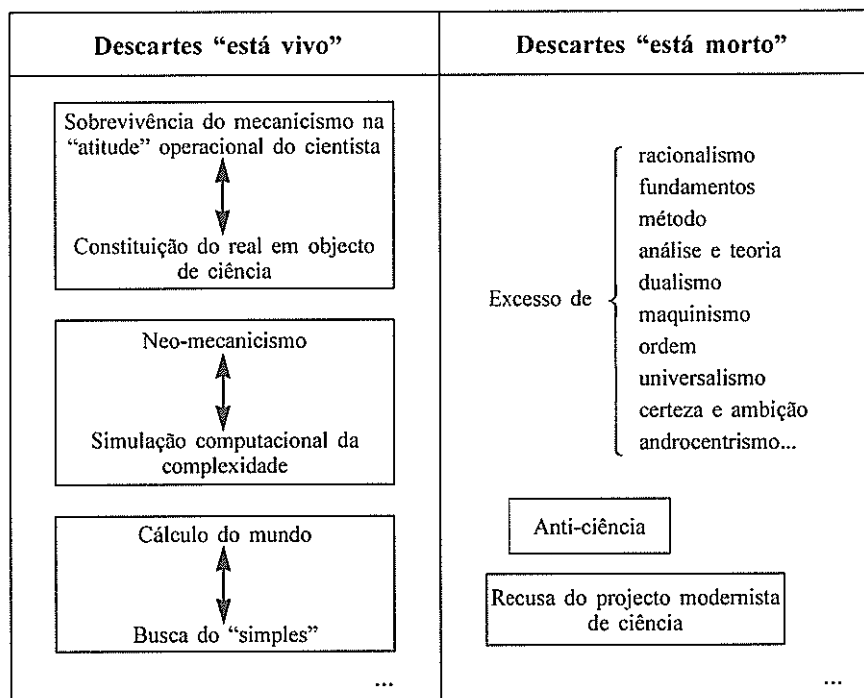 Descartes “está vivo”
Sobrevivência do mecanicismo na
“atitude” operacional do cientista
Constituição do real em objecto
de ciência
Neo-mecanicismo
Simulação computacional da
complexidade
Cálculo do mundo
Busca do “simples”
...
Descartes “está morto”
Excesso de
racionalismo
fundamentos
método
análise e teoria
dualismo
maquinismo
ordem
universalismo
certeza e ambição
androcentrismo...
Anti-ciência
Recusa do projecto modernista
de ciência
...